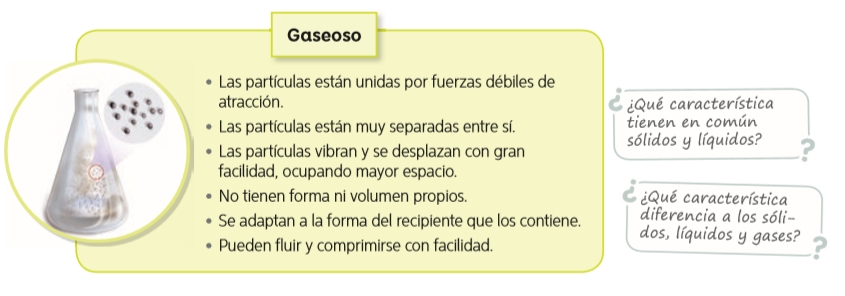 Gaseoso
• Las partículas están unidas por fuerzas débiles de
atracción.
• Las partículas están muy separadas entre sí.
• Las partículas vibran y se desplazan con gran
facilidad, ocupando mayor espacio.
• No tienen forma ni volumen propios.
• Se adaptan a la forma del recipiente que los contiene.
• Pueden fluir y comprimirse con facilidad.
¿Qué característica
tienen en común
sólidos y líquidos?
¿Qué característica
diferencia a los sóli-
dos, líquidos y gases?